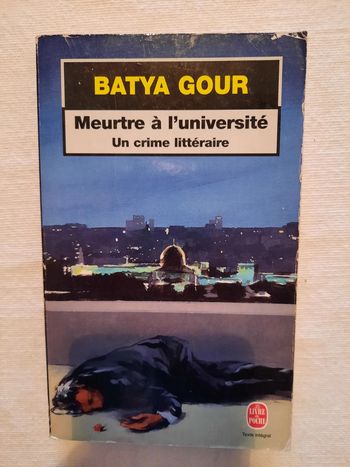 BATYA GOUR
Meurtre à l'université
Un crime littéraire
LE LIVRE
DE POCHE
Texte intégral